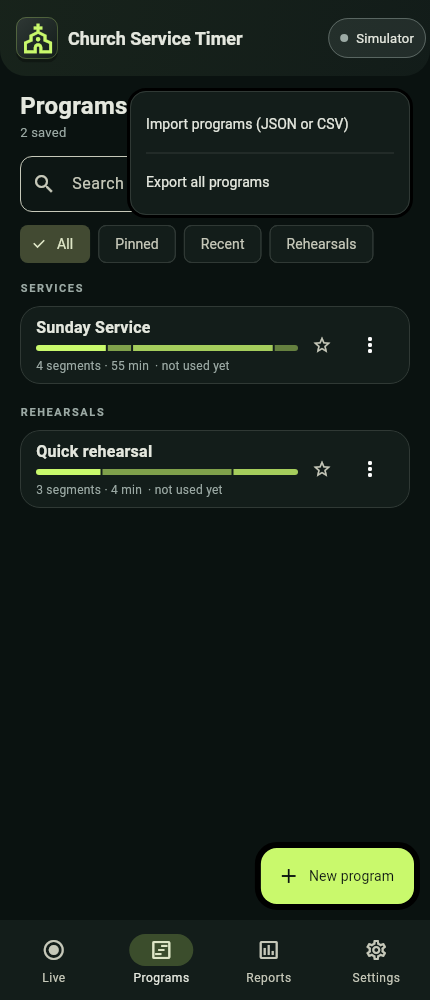 Church Service Timer
Simulator
Programs
2 saved
Import programs (JSON or CSV)
Export all programs
Search
All
Pinned
Recent
Rehearsals
SERVICES
Sunday Service
4 segments · 55 min · not used yet
REHEARSALS
Quick rehearsal
3 segments · 4 min · not used yet
New program
Live
Programs
Reports
Settings